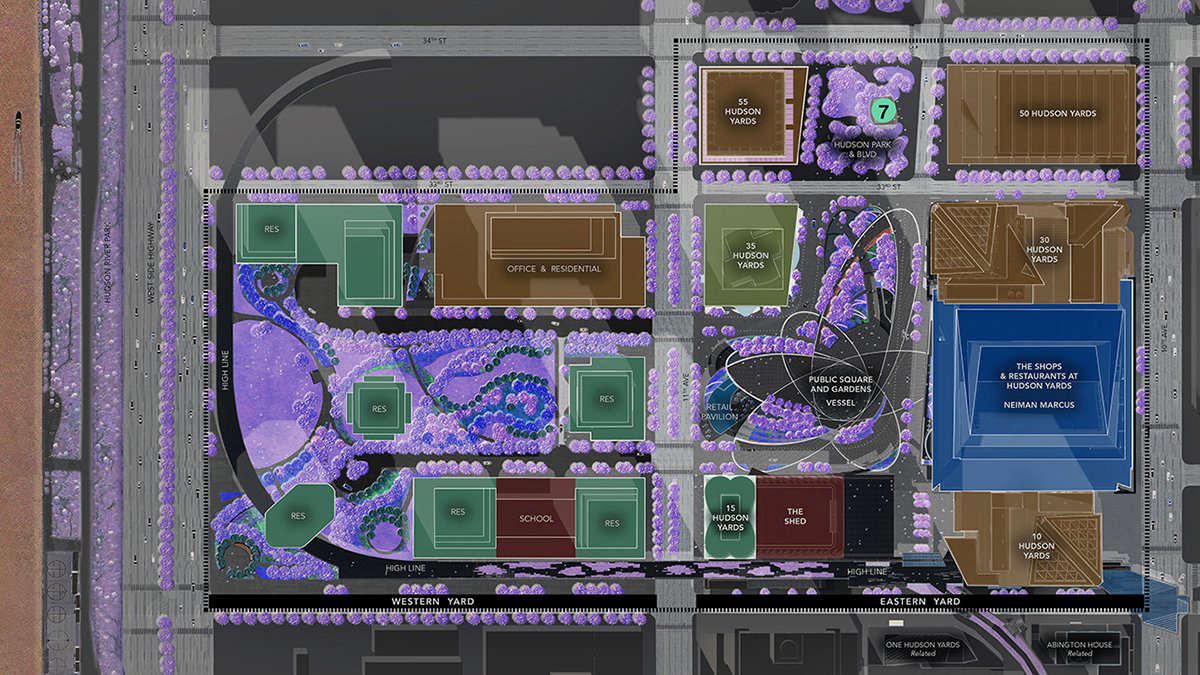 34TH ST
55
HUDSON
YARDS
7
HUDSON PARK
& BLVD
50 HUDSON YARDS
33RD ST
33RD ST
HUDSON RIVER PARK
WEST SIDE HIGHWAY
RES
OFFICE & RESIDENTIAL
35
HUDSON
YARDS
30
HUDSON
YARDS
10TH AVE
HIGH LINE
RES
RES
11TH AVE
RETAIL
PAVILION
PUBLIC SQUARE
AND GARDENS
VESSEL
THE SHOPS
& RESTAURANTS AT
HUDSON YARDS
NEIMAN MARCUS
RES
RES
SCHOOL
RES
15
HUDSON
YARDS
THE
SHED
10
HUDSON
YARDS
HIGH LINE
HIGH LINE
WESTERN YARD
EASTERN YARD
ONE HUDSON YARDS
Related
ABINGTON HOUSE
Related